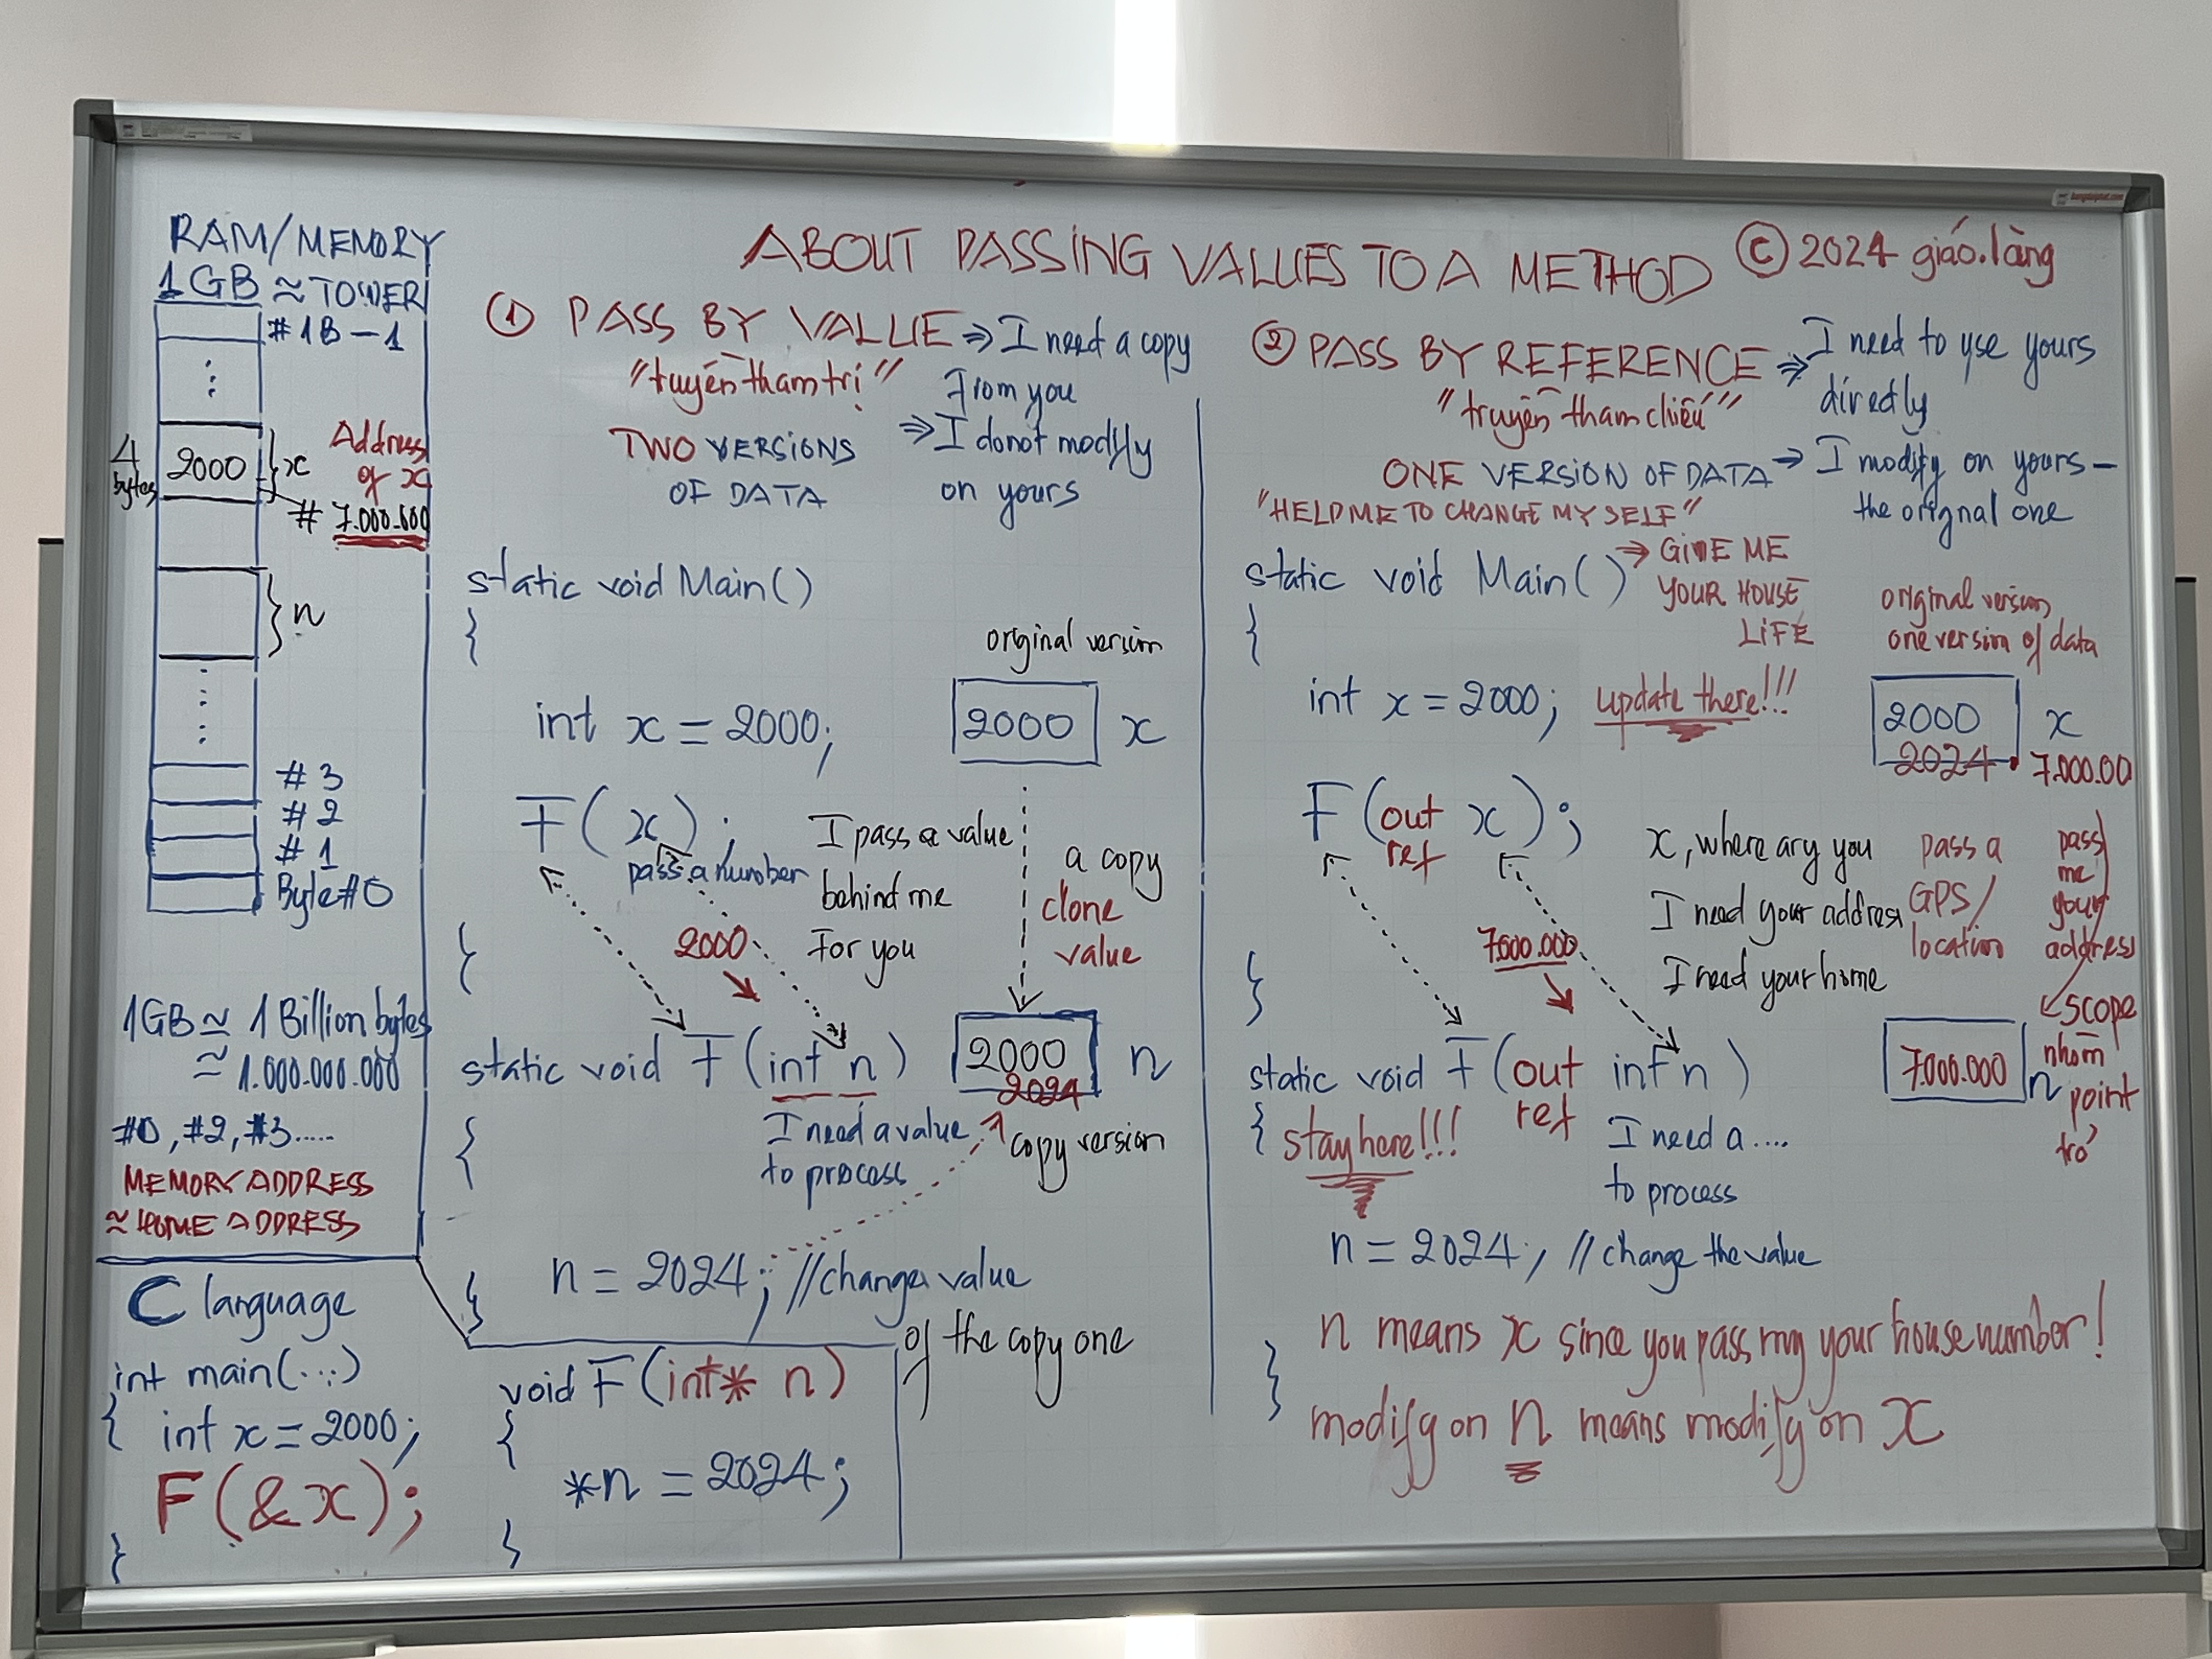 ABOUT PASSING VALUES TO A METHOD © 2024 giáo.làng
RAM/MEMORY
1GB ≈ TOWER
#1B-1
4 bytes
2000
x
Address
of x
# 7.000.000
n
#3
#2
#1
Byte#0
1GB ≃ 1 Billion bytes
≃ 1.000.000.000
#0, #2, #3.....
MEMORY ADDRESS
≈ HOME ADDRESS
① PASS BY VALUE ⇒ I need a copy
"truyền tham trị" From you
TWO VERSIONS ⇒ I donot modify
OF DATA on yours
static void Main()
{
original version
int x = 2000; 2000 x
F(x);
pass a number
I pass a value
behind me
For you
2000
a copy
clone
value
}
static void F(int n) 2000 n
2024
{
I need a value
to process
copy version
n = 2024; //change value
of the copy one
}
② PASS BY REFERENCE ⇒ I need to use yours
"truyền tham chiếu" directly
ONE VERSION OF DATA ⇒ I modify on yours-
"HELP ME TO CHANGE MY SELF" the orignal one
static void Main() ⇒ GIVE ME
YOUR HOUSE
LIFE
{
original version
one version of data
int x = 2000; update there!!! 2000 x
2024 7.000.00
F(out x);
ref
x, where ary you
I need your address
I need your home
pass a
GPS/
location
pass
me
your
address
7.000.000
}
scope
nhòm
point
trỏ
static void F(out int n) 7.000.000 n
ref
{ stay here!!!
I need a ....
to process
n = 2024; //change the value
n means x since you pass my your house number!
}
modify on n means modify on x
C language
int main(...)
{ int x = 2000;
F(&x);
}
void F(int* n)
{
*n = 2024;
}